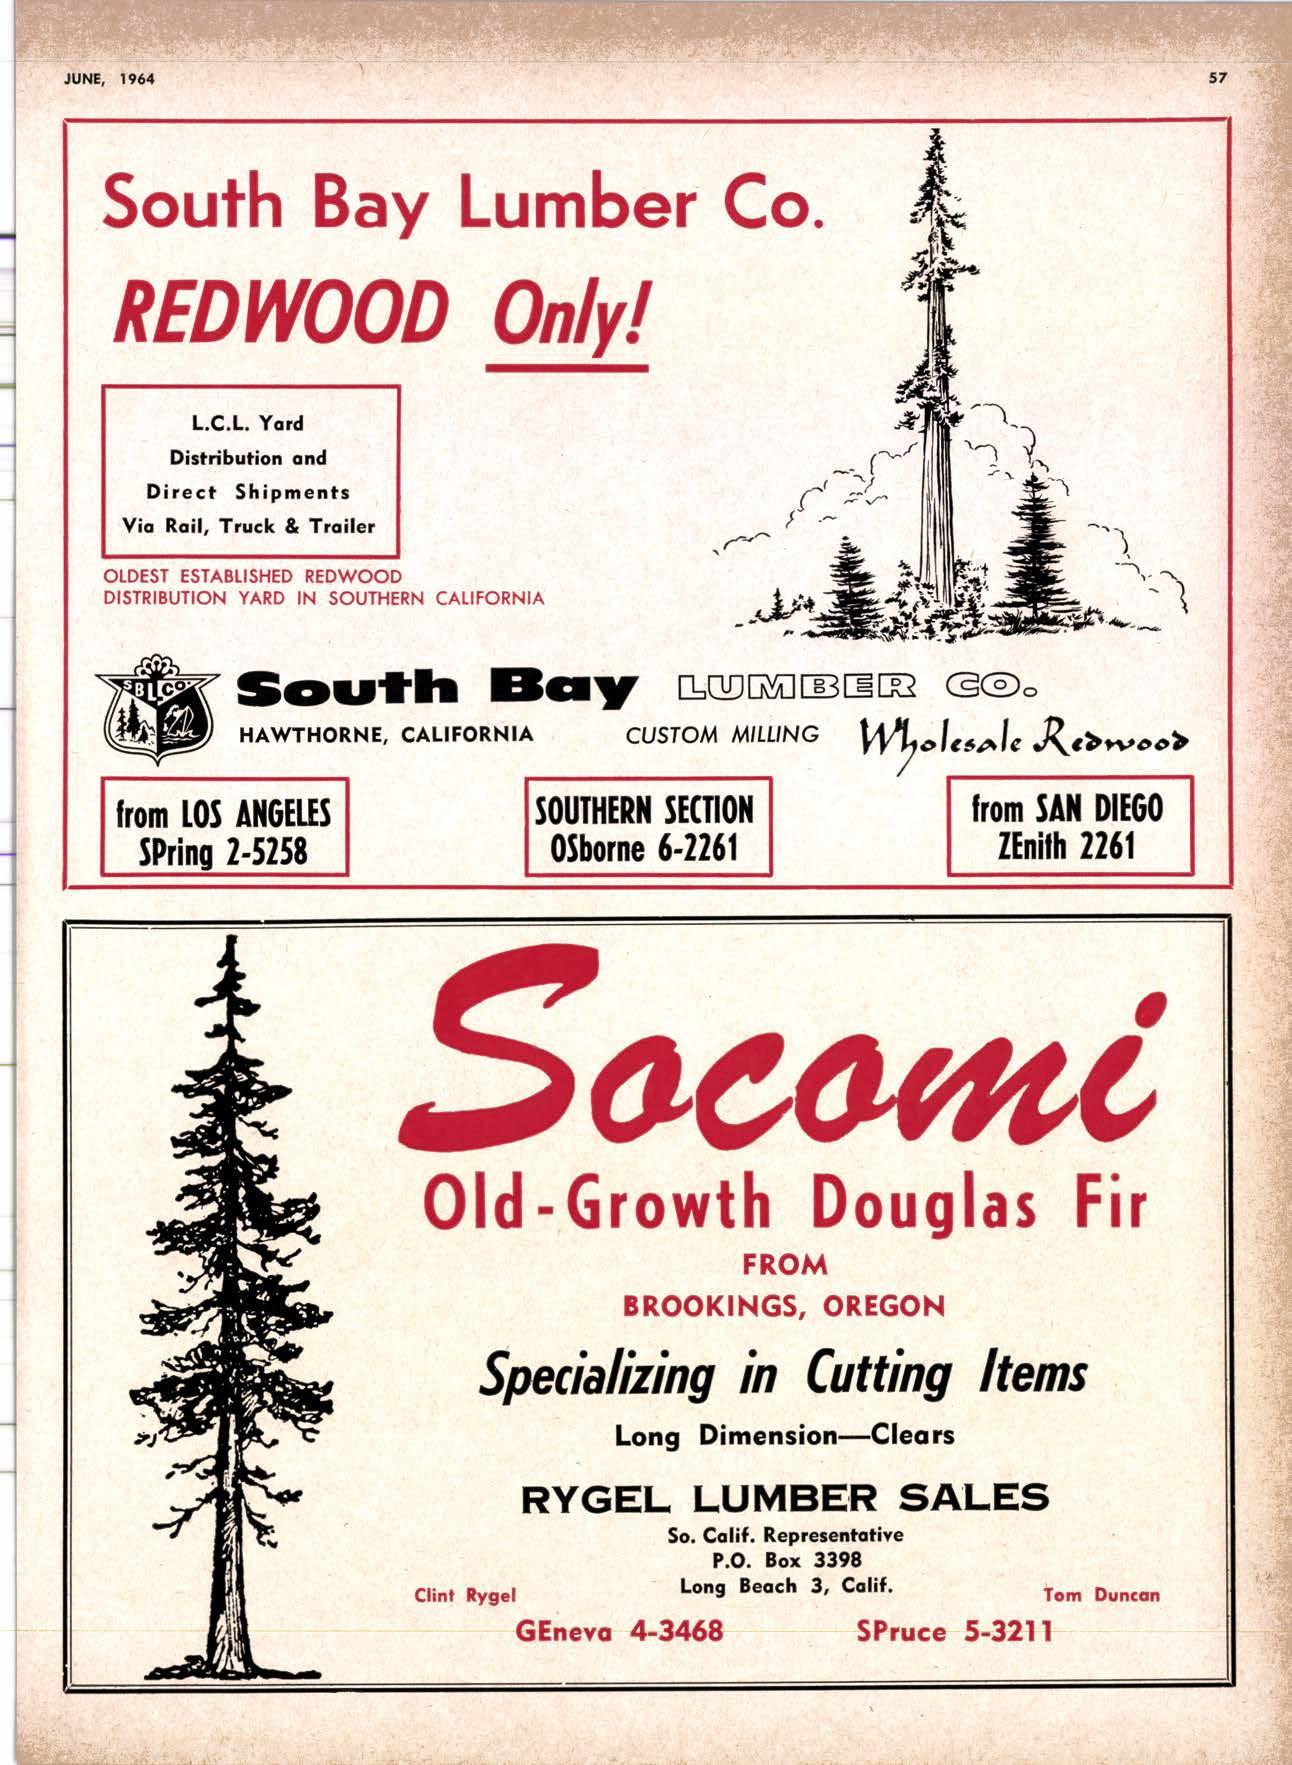 JUNE, 1964
57
South Bay Lumber Co.
REDWOOD Only!
L.C.L. Yard
Distribution and
Direct Shipments
Via Rail, Truck & Trailer
OLDEST ESTABLISHED REDWOOD
DISTRIBUTION YARD IN SOUTHERN CALIFORNIA
SBLCO.
South Bay LUMBER CO.
HAWTHORNE, CALIFORNIA
CUSTOM MILLING
Wholesale Redwood
from LOS ANGELES
SPring 2-5258
SOUTHERN SECTION
OSborne 6-2261
from SAN DIEGO
ZEnith 2261
Socomi
Old-Growth Douglas Fir
FROM
BROOKINGS, OREGON
Specializing in Cutting Items
Long Dimension—Clears
RYGEL LUMBER SALES
So. Calif. Representative
P.O. Box 3398
Long Beach 3, Calif.
Clint Rygel
Tom Duncan
GEneva 4-3468
SPruce 5-3211